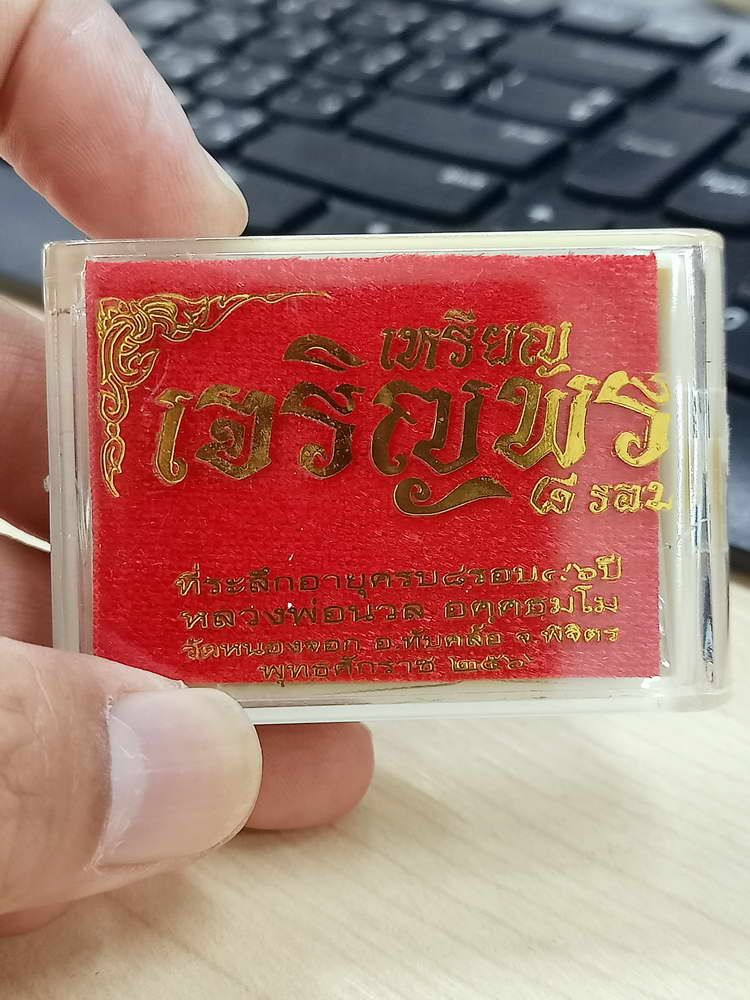 เหรียญ
เจริญพร
๘ รอบ
ที่ระลึกอายุครบ๘รอบ๙๖ปี
หลวงพ่อนวล อคฺคธมฺโม
วัดหนองจอก อ.ทับคล้อ จ.พิจิตร
พุทธศักราช